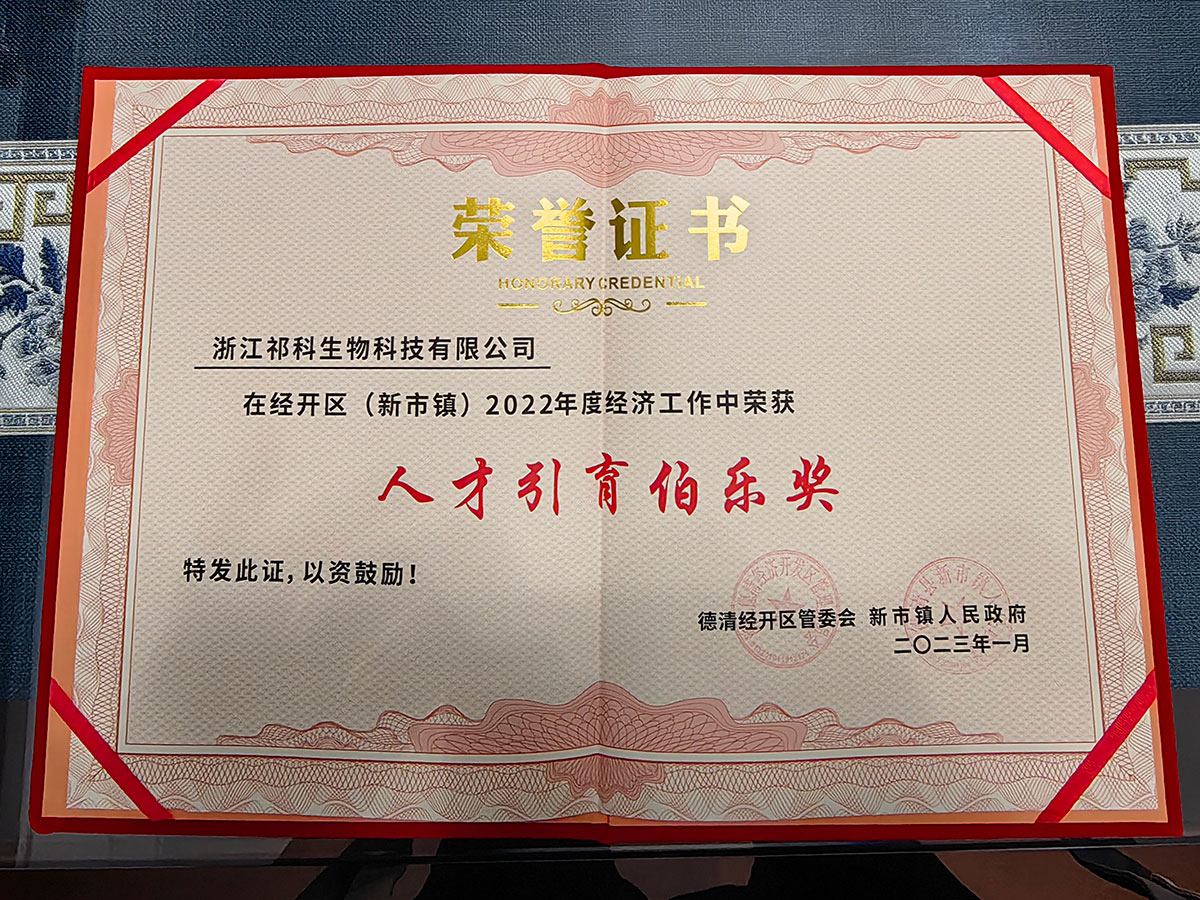 荣誉证书
HONORARY CREDENTIAL
浙江祁科生物科技有限公司
在经开区（新市镇）2022年度经济工作中荣获
人才引育伯乐奖
特发此证，以资鼓励！
德清经开区管委会 新市镇人民政府
二〇二三年一月